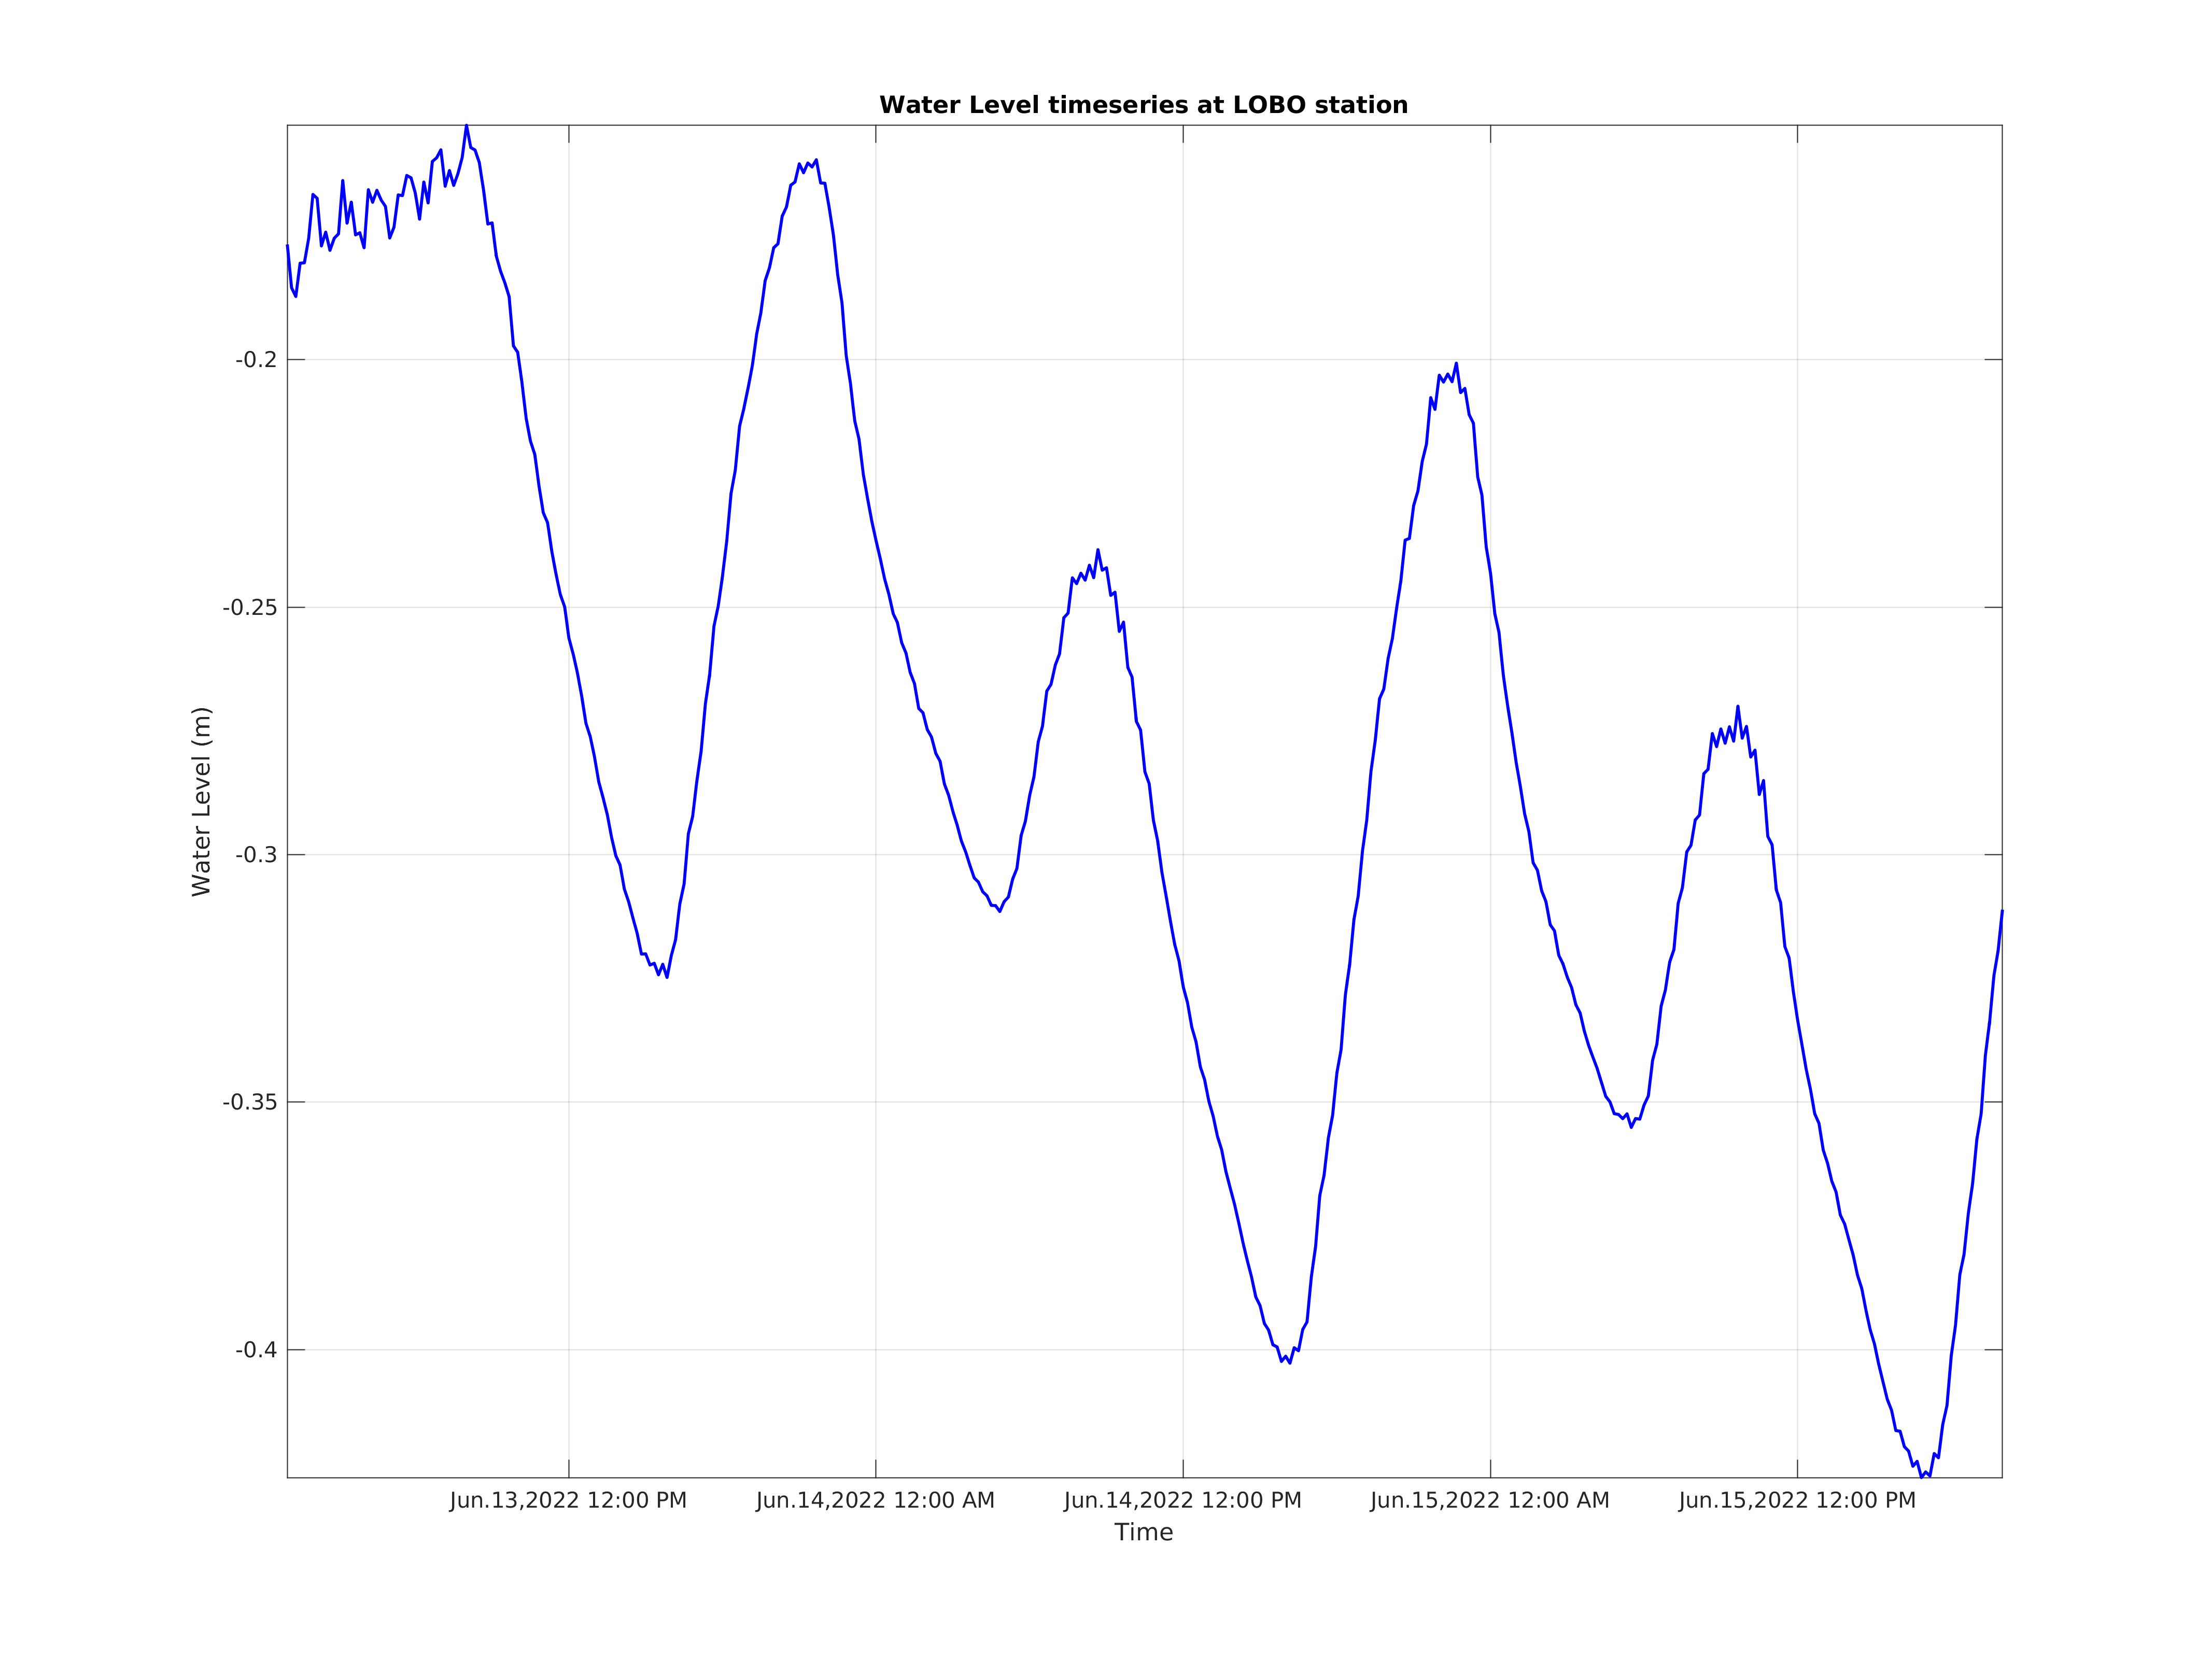 Water Level timeseries at LOBO station
-0.2
-0.25
-0.3
-0.35
-0.4
Water Level (m)
Jun.13,2022 12:00 PM
Jun.14,2022 12:00 AM
Jun.14,2022 12:00 PM
Jun.15,2022 12:00 AM
Jun.15,2022 12:00 PM
Time